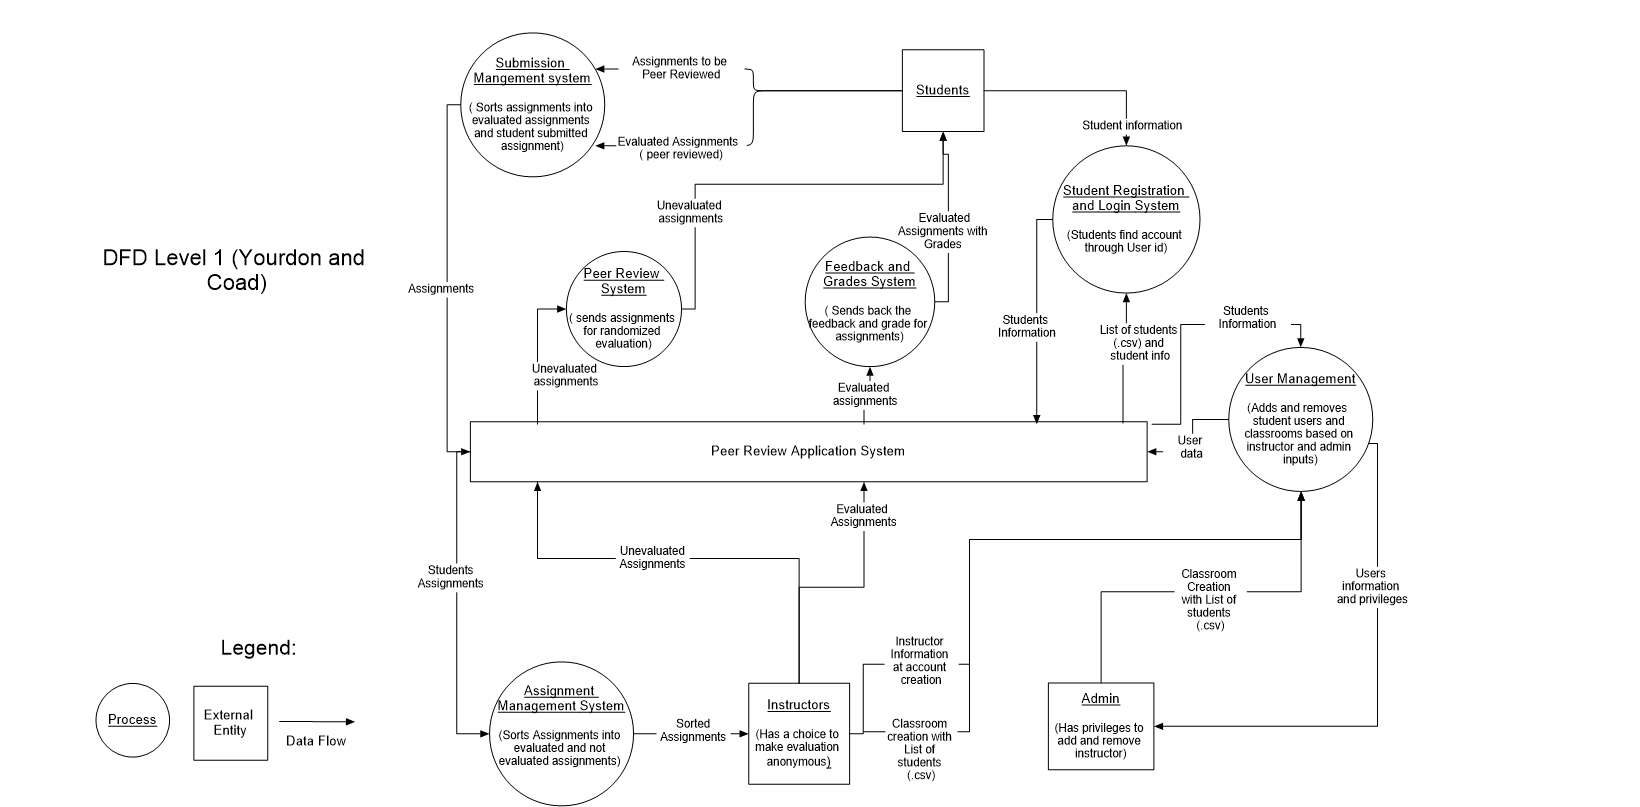 Submission
Mangement system
( Sorts assignments into
evaluated assignments
and student submitted
assignment)
Assignments to be
Peer Reviewed
Evaluated Assignments
( peer reviewed)
Students
Student information
Student Registration
and Login System
(Students find account
through User id)
Unevaluated
assignments
Evaluated
Assignments with
Grades
DFD Level 1 (Yourdon and
Coad)
Assignments
Peer Review
System
( sends assignments
for randomized
evaluation)
Feedback and
Grades System
( Sends back the
feedback and grade for
assignments)
Students
Information
List of students
(.csv) and
student info
Students
Information
Unevaluated
assignments
Evaluated
assignments
User Management
(Adds and removes
student users and
classrooms based on
instructor and admin
inputs)
User
data
Peer Review Application System
Evaluated
Assignments
Unevaluated
Assignments
Students
Assignments
Classroom
Creation
with List of
students
(.csv)
Users
information
and privileges
Legend:
Process
External
Entity
Data Flow
Assignment
Management System
(Sorts Assignments into
evaluated and not
evaluated assignments)
Sorted
Assignments
Instructors
(Has a choice to
make evaluation
anonymous)
Instructor
Information
at account
creation
Classroom
creation with
List of
students
(.csv)
Admin
(Has privileges to
add and remove
instructor)